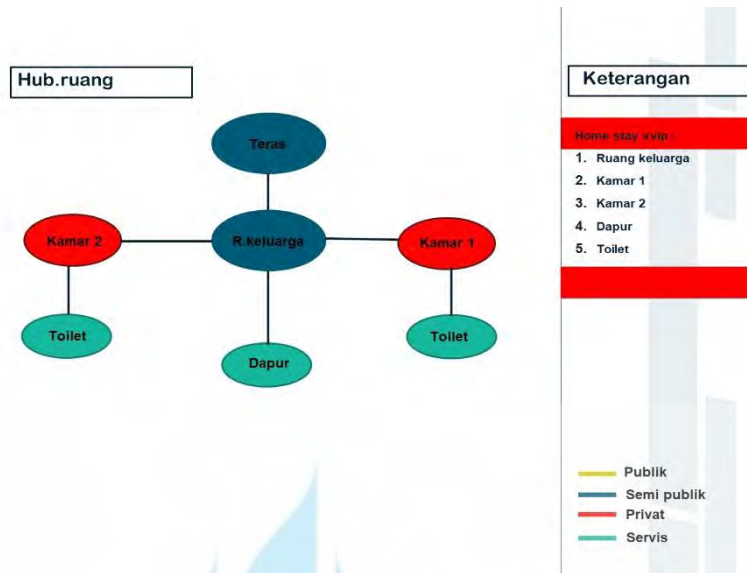 Hub.ruang
Teras
Kamar 2
R.keluarga
Kamar 1
Toilet
Dapur
Toilet
Keterangan
Home stay vvip :
1. Ruang keluarga
2. Kamar 1
3. Kamar 2
4. Dapur
5. Toilet
Publik
Semi publik
Privat
Servis